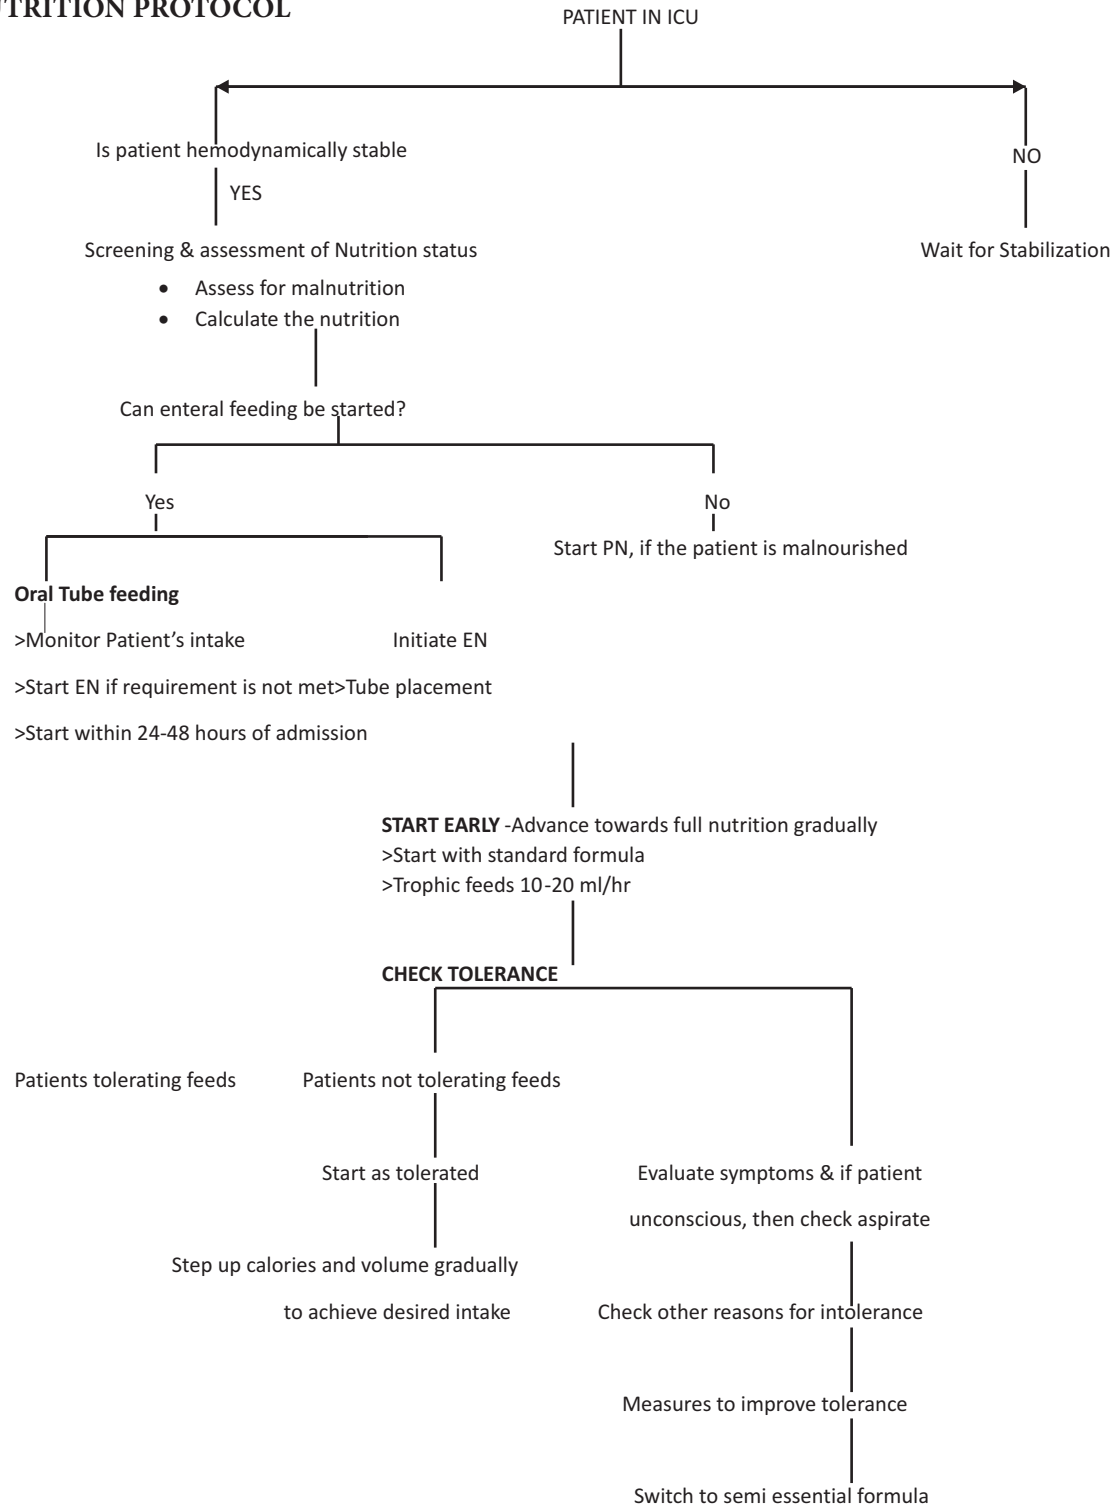 UTRITION PROTOCOL
PATIENT IN ICU
Is patient hemodynamically stable
NO
YES
Screening & assessment of Nutrition status
Wait for Stabilization
• Assess for malnutrition
• Calculate the nutrition
Can enteral feeding be started?
Yes
No
Start PN, if the patient is malnourished
Oral Tube feeding
>Monitor Patient’s intake
Initiate EN
>Start EN if requirement is not met>Tube placement
>Start within 24-48 hours of admission
START EARLY -Advance towards full nutrition gradually
>Start with standard formula
>Trophic feeds 10-20 ml/hr
CHECK TOLERANCE
Patients tolerating feeds
Patients not tolerating feeds
Start as tolerated
Evaluate symptoms & if patient
unconscious, then check aspirate
Step up calories and volume gradually
to achieve desired intake
Check other reasons for intolerance
Measures to improve tolerance
Switch to semi essential formula